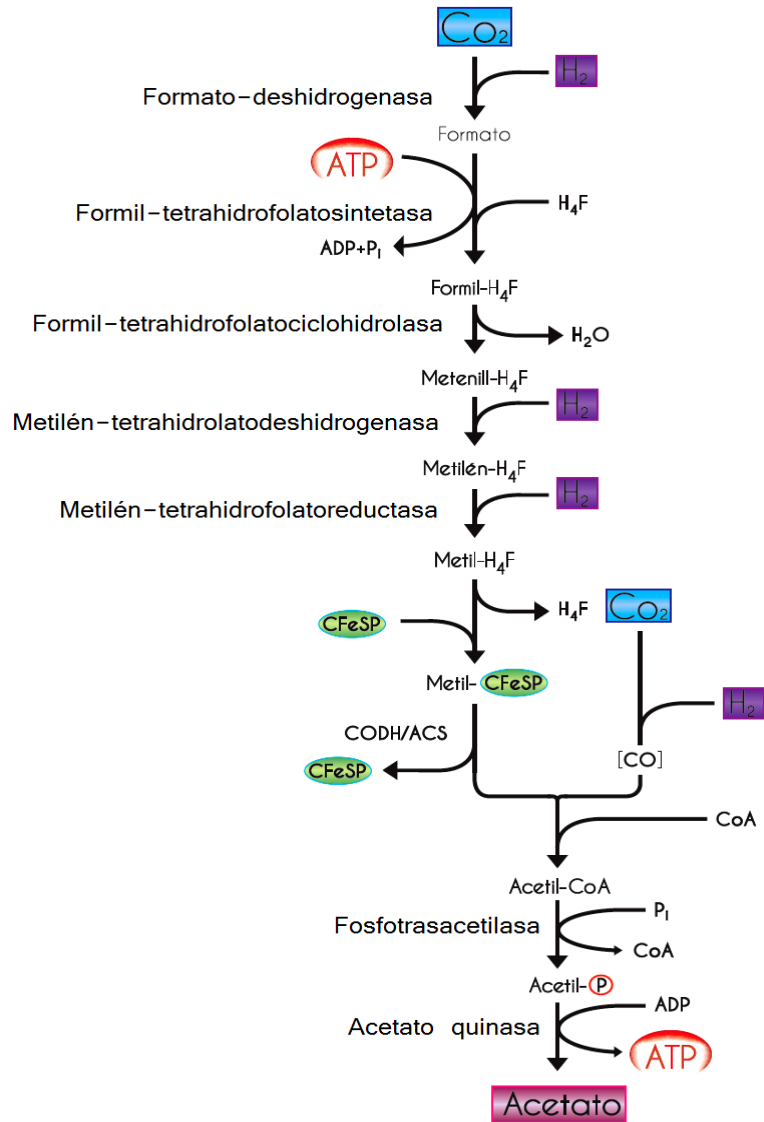 Co₂
H₂
Formato-deshidrogenasa
Formato
ATP
Formil-tetrahidrofolatosintetasa
H₄F
ADP+Pı
Formil-H₄F
Formil-tetrahidrofolatociclohidrolasa
H₂O
Metenill-H₄F
H₂
Metilén-tetrahidrolatodeshidrogenasa
Metilén-H₄F
H₂
Metilén-tetrahidrofolatoreductasa
Metil-H₄F
H₄F
Co₂
CFeSP
Metil-CFeSP
H₂
CODH/ACS
[CO]
CFeSP
CoA
Acetil-CoA
Pı
Fosfotrasacetilasa
CoA
Acetil-P
ADP
Acetato quinasa
ATP
Acetato